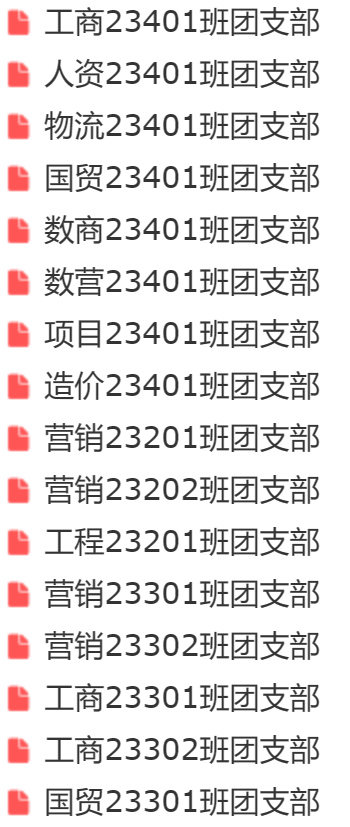 工商23401班团支部
人资23401班团支部
物流23401班团支部
国贸23401班团支部
数商23401班团支部
数营23401班团支部
项目23401班团支部
造价23401班团支部
营销23201班团支部
营销23202班团支部
工程23201班团支部
营销23301班团支部
营销23302班团支部
工商23301班团支部
工商23302班团支部
国贸23301班团支部